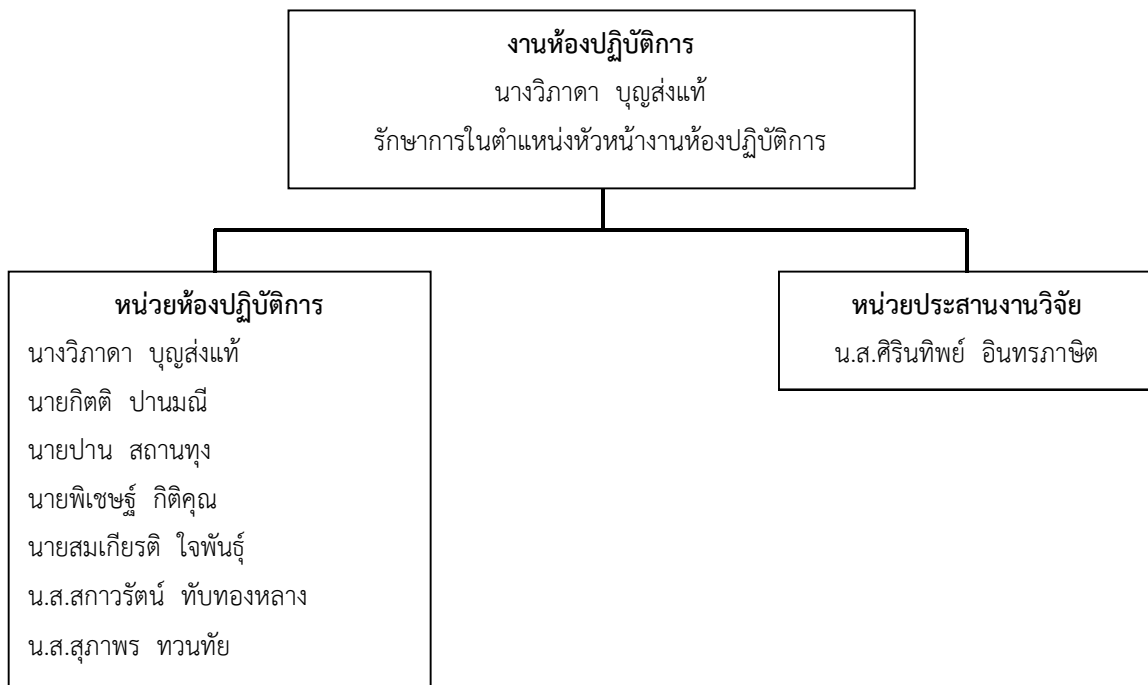 งานห้องปฏิบัติการ
นางวิภาดา บุญส่งแท้
รักษาการในตำแหน่งหัวหน้างานห้องปฏิบัติการ
หน่วยห้องปฏิบัติการ
นางวิภาดา บุญส่งแท้
นายกิตติ ปานมณี
นายปาน สถานทุง
นายพิเชษฐ์ กิติคุณ
นายสมเกียรติ ใจพันธุ์
น.ส.สกาวรัตน์ ทับทองหลาง
น.ส.สุภาพร ทวนทัย
หน่วยประสานงานวิจัย
น.ส.ศิรินทิพย์ อินทรภาษิต